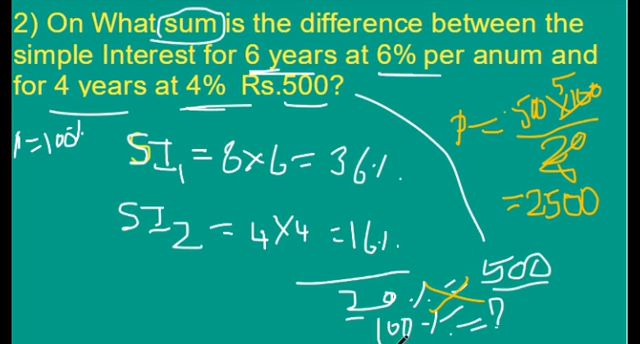 2) On What sum is the difference between the
simple Interest for 6 years at 6% per anum and
for 4 years at 4% Rs.500?
P=100%
SI1 = 6×6= 36%.
SI2 = 4×4 =16%.
20% = 500
100%=?
P= 500×100
20
5
=2500